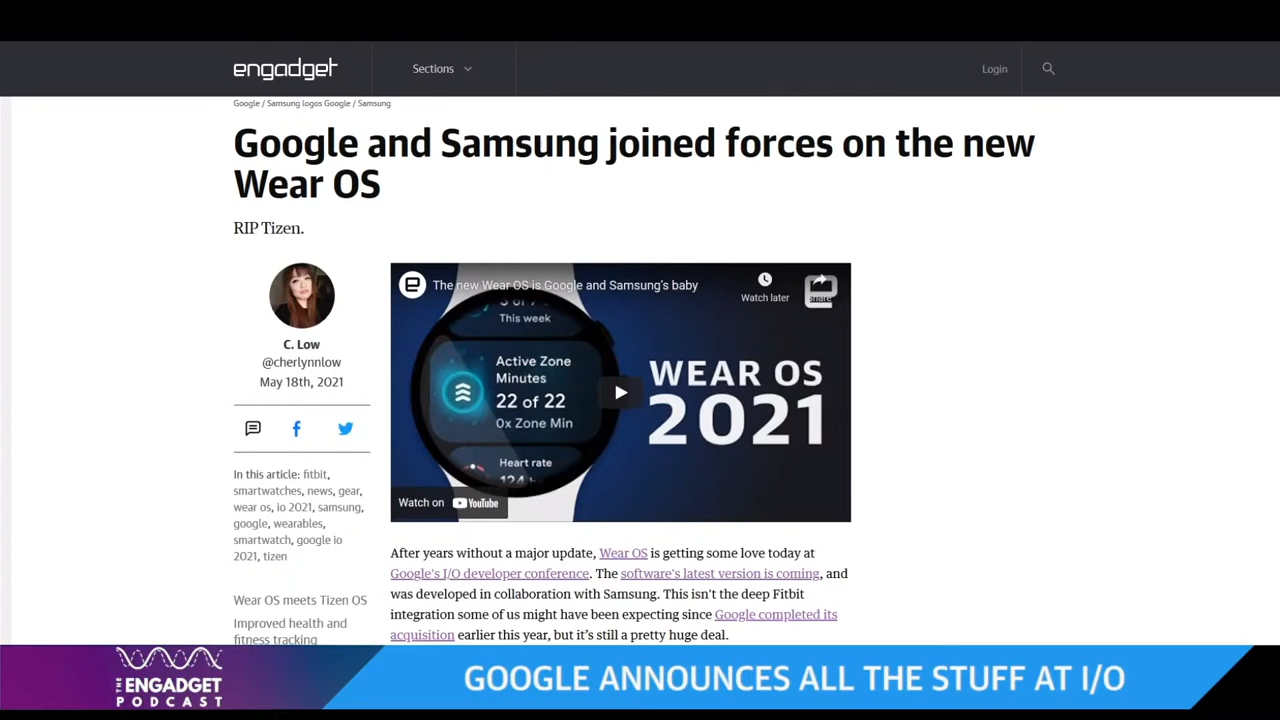 engadget
Sections
Login
Google / Samsung logos Google / Samsung
Google and Samsung joined forces on the new
Wear OS
RIP Tizen.
C. Low
@cherlynnlow
May 18th, 2021
In this article: fitbit,
smartwatches, news, gear,
wear os, io 2021, samsung,
google, wearables,
smartwatch, google io
2021, tizen
Wear OS meets Tizen OS
Improved health and
fitness tracking
The new Wear OS is Google and Samsung's baby
Watch later
Share
This week
Active Zone
Minutes
22 of 22
0x Zone Min
Heart rate
WEAR OS
2021
Watch on YouTube
After years without a major update, Wear OS is getting some love today at
Google's I/O developer conference. The software's latest version is coming, and
was developed in collaboration with Samsung. This isn't the deep Fitbit
integration some of us might have been expecting since Google completed its
acquisition earlier this year, but it's still a pretty huge deal.
THE
ENGADGET
PODCAST
GOOGLE ANNOUNCES ALL THE STUFF AT I/O